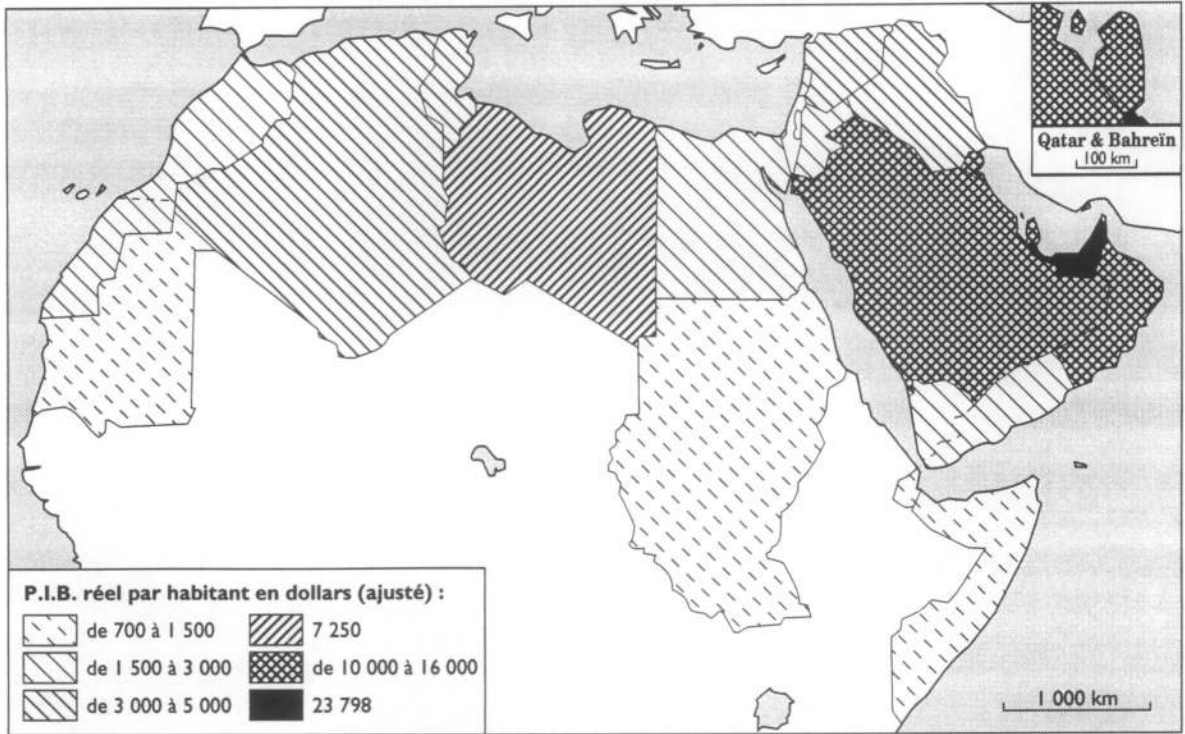 Qatar & Bahreïn
100 km
P.I.B. réel par habitant en dollars (ajusté) :
de 700 à 1 500
7 250
de 1 500 à 3 000
de 10 000 à 16 000
de 3 000 à 5 000
23 798
1 000 km